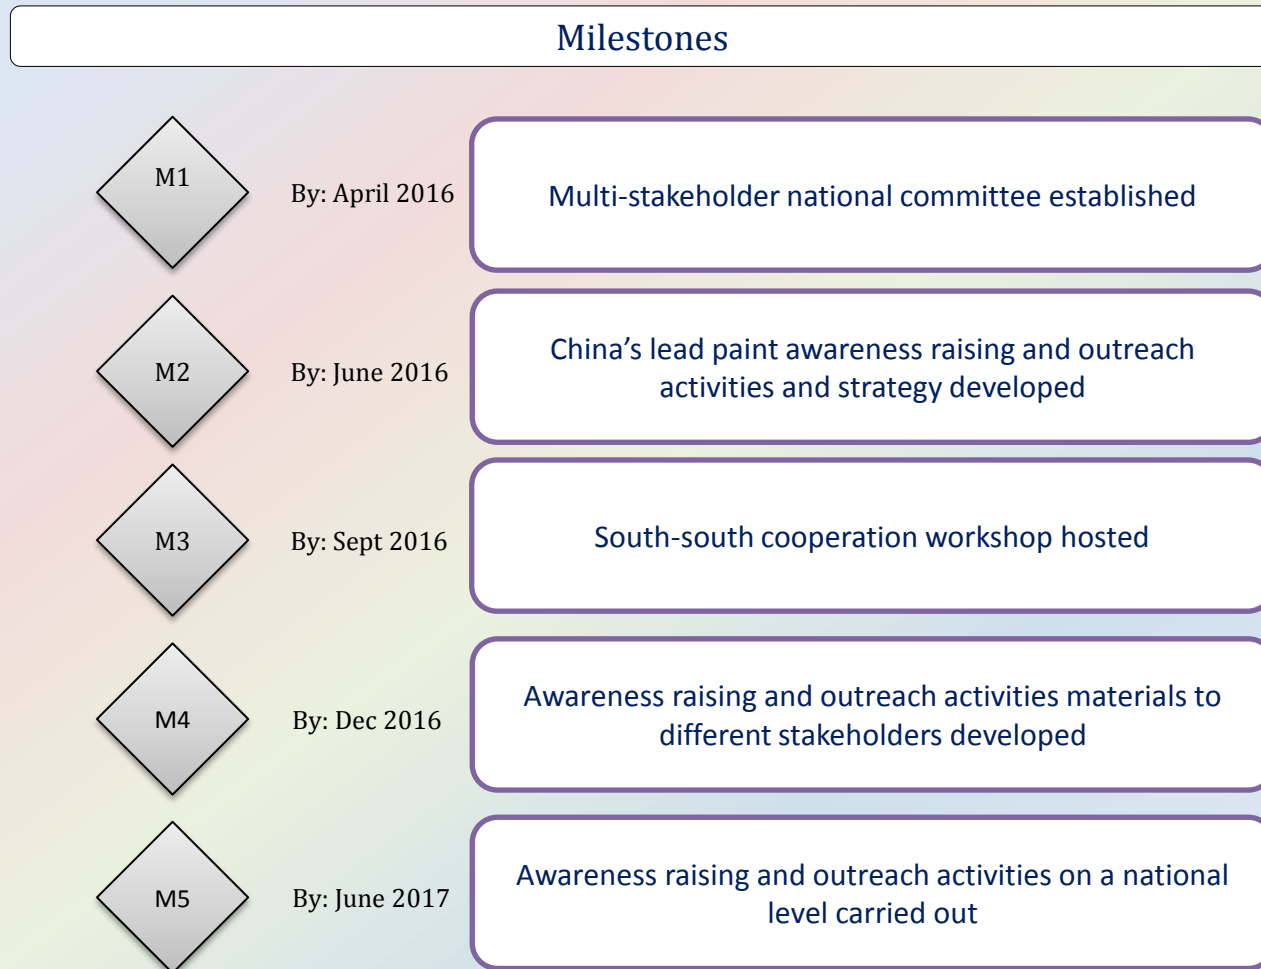 Milestones
M1
By: April 2016
Multi-stakeholder national committee established
M2
By: June 2016
China’s lead paint awareness raising and outreach
activities and strategy developed
M3
By: Sept 2016
South-south cooperation workshop hosted
M4
By: Dec 2016
Awareness raising and outreach activities materials to
different stakeholders developed
M5
By: June 2017
Awareness raising and outreach activities on a national
level carried out